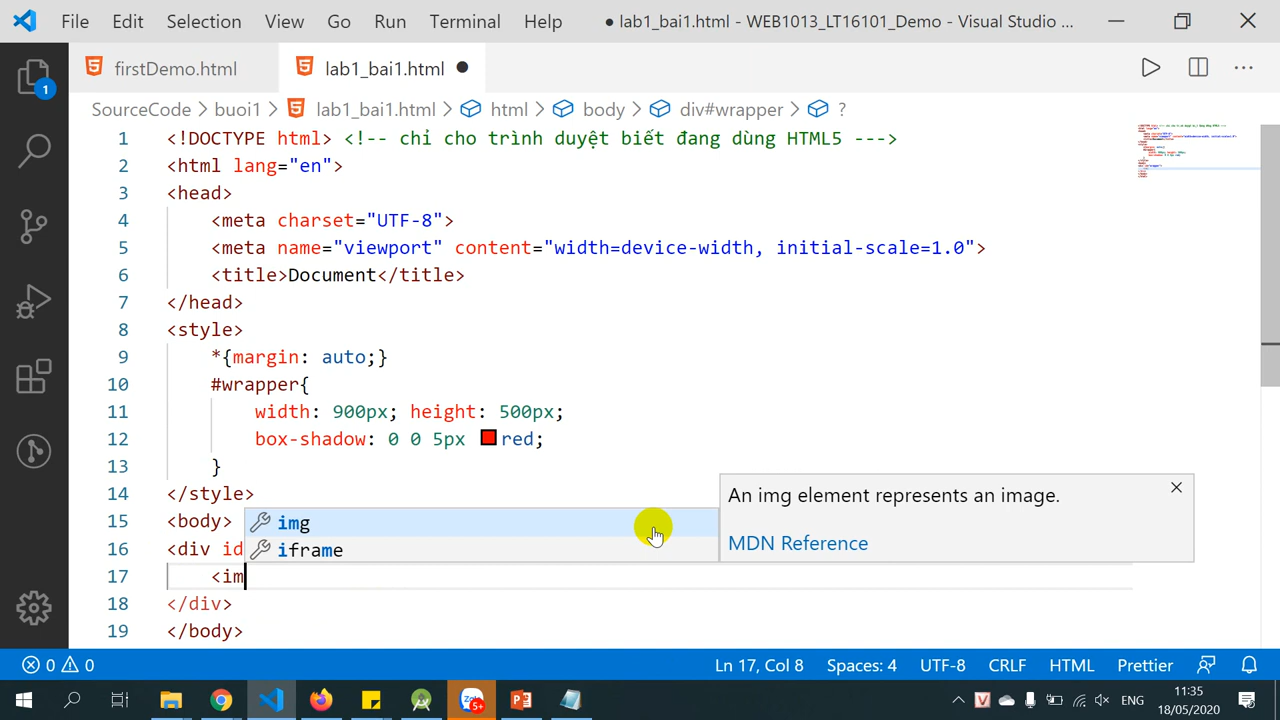 File Edit Selection View Go Run Terminal Help ● lab1_bai1.html - WEB1013_LT16101_Demo - Visual Studio ...
firstDemo.html lab1_bai1.html ●
1
SourceCode > buoi1 > lab1_bai1.html > html > body > div#wrapper > ?
1 <!DOCTYPE html> <!-- chỉ cho trình duyệt biết đang dùng HTML5 --->
2 <html lang="en">
3 <head>
4 <meta charset="UTF-8">
5 <meta name="viewport" content="width=device-width, initial-scale=1.0">
6 <title>Document</title>
7 </head>
8 <style>
9 *{margin: auto;}
10 #wrapper{
11 width: 900px; height: 500px;
12 box-shadow: 0 0 5px red;
13 }
14 </style>
An img element represents an image.
15 <body>
img
16 <div id
iframe
MDN Reference
17 <im
18 </div>
19 </body>
0 0 Ln 17, Col 8 Spaces: 4 UTF-8 CRLF HTML Prettier
Zalo 5+ V ENG 11:35
18/05/2020